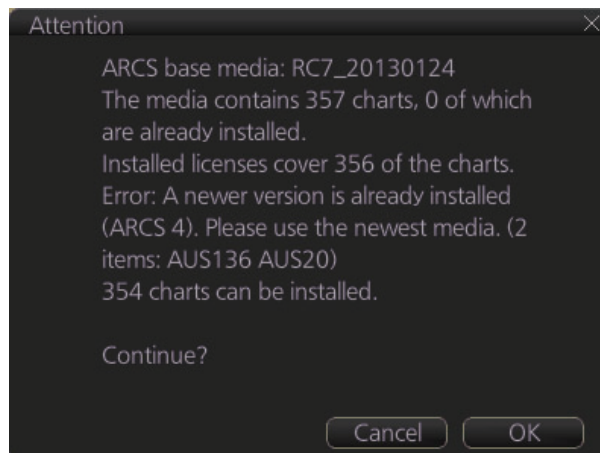 Attention
ARCS base media: RC7_20130124
The media contains 357 charts, 0 of which
are already installed.
Installed licenses cover 356 of the charts.
Error: A newer version is already installed
(ARCS 4). Please use the newest media. (2
items: AUS136 AUS20)
354 charts can be installed.
Continue?
Cancel OK